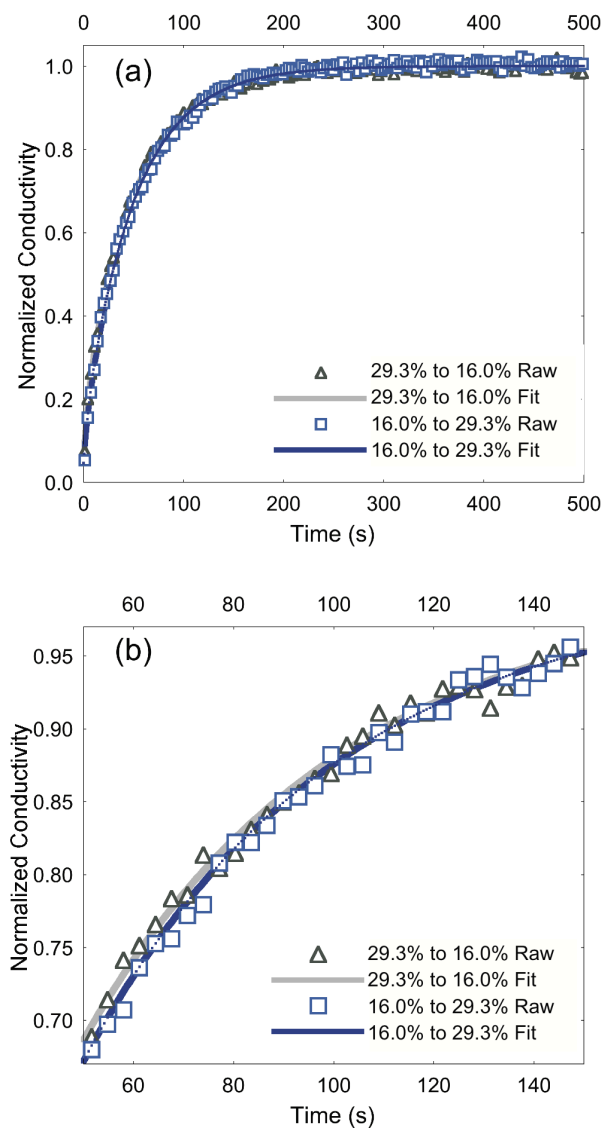 0 100 200 300 400 500
(a)
1.0
0.8
0.6
0.4
0.2
0.0
Normalized Conductivity
29.3% to 16.0% Raw
29.3% to 16.0% Fit
16.0% to 29.3% Raw
16.0% to 29.3% Fit
0 100 200 300 400 500
Time (s)
60 80 100 120 140
(b)
0.95
0.90
0.85
0.80
0.75
0.70
Normalized Conductivity
29.3% to 16.0% Raw
29.3% to 16.0% Fit
16.0% to 29.3% Raw
16.0% to 29.3% Fit
60 80 100 120 140
Time (s)